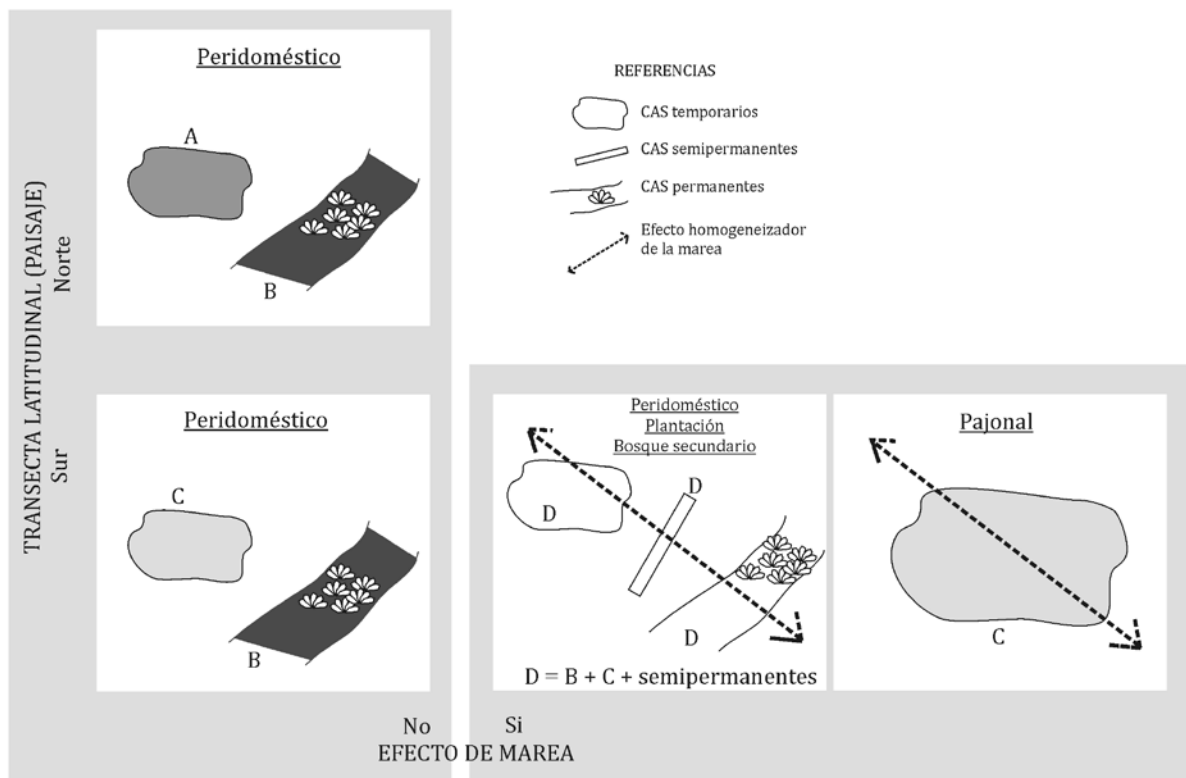 TRANSECTA LATITUDINAL (PAISAJE)
Norte
Sur
Peridoméstico
A
B
REFERENCIAS
CAS temporarios
CAS semipermanentes
CAS permanentes
Efecto homogeneizador
de la marea
Peridoméstico
C
B
Peridoméstico
Plantación
Bosque secundario
D
D
D
D = B + C + semipermanentes
Pajonal
C
No
Si
EFECTO DE MAREA